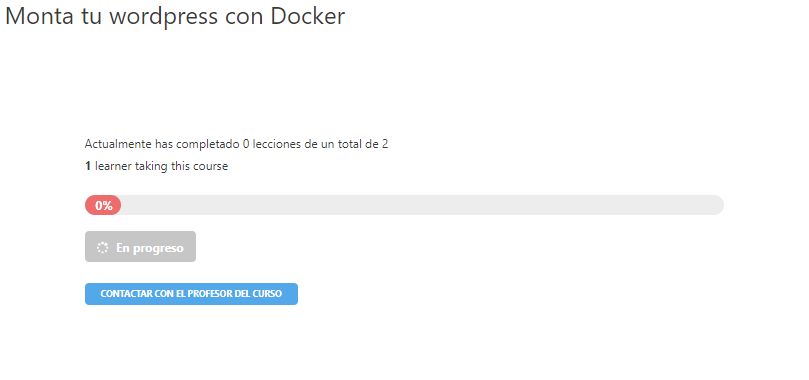 Monta tu wordpress con Docker
Actualmente has completado 0 lecciones de un total de 2
1 learner taking this course
0%
En progreso
CONTACTAR CON EL PROFESOR DEL CURSO